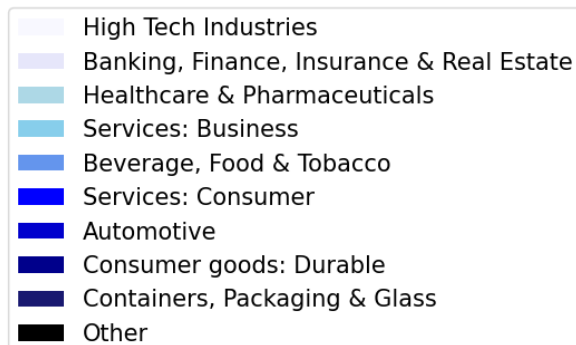 High Tech Industries
Banking, Finance, Insurance & Real Estate
Healthcare & Pharmaceuticals
Services: Business
Beverage, Food & Tobacco
Services: Consumer
Automotive
Consumer goods: Durable
Containers, Packaging & Glass
Other